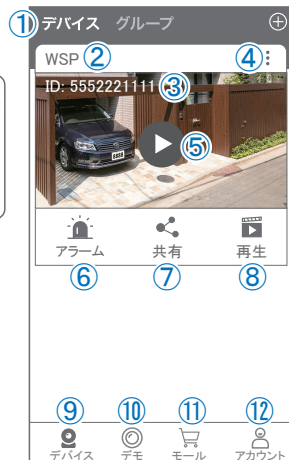 ① デバイス グループ
WSP ② ④
ID: 5552221111 ③
⑤
アラーム 共有 再生
⑥ ⑦ ⑧
⑨ ⑩ ⑪ ⑫
デバイス デモ モール アカウント